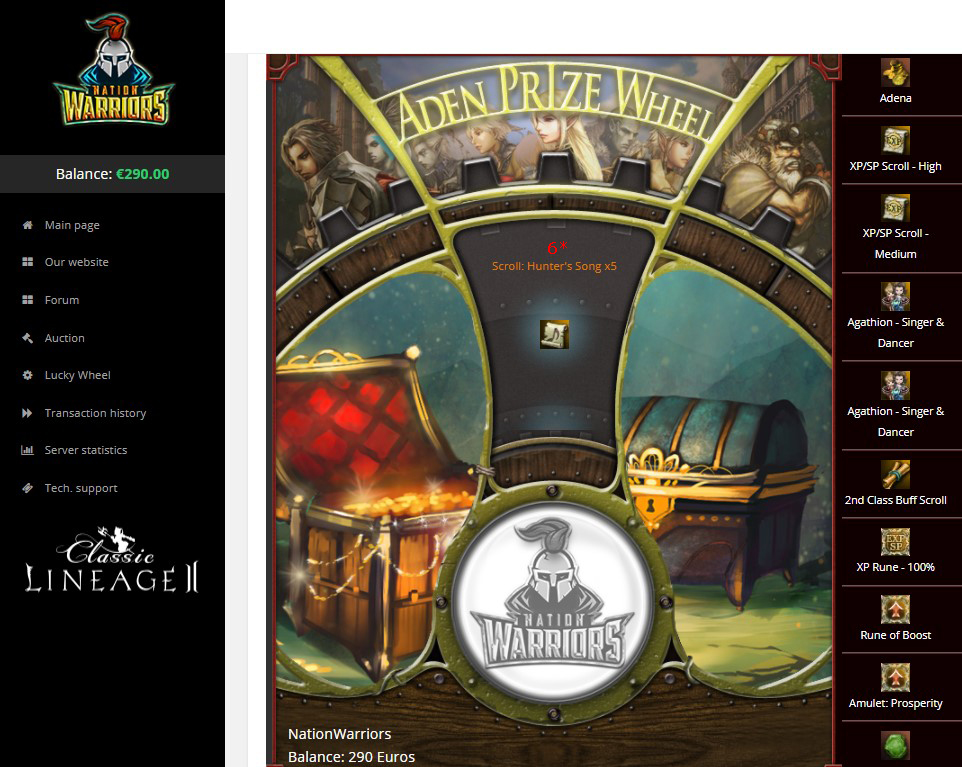 NATION
WARRIORS
Balance: €290.00
Main page
Our website
Forum
Auction
Lucky Wheel
Transaction history
Server statistics
Tech. support
Classic
LINEAGE II
ADEN PRIZE WHEEL
6*
Scroll: Hunter's Song x5
NATION
WARRIORS
NationWarriors
Balance: 290 Euros
Adena
XP/SP Scroll - High
XP/SP Scroll -
Medium
Agathion - Singer &
Dancer
Agathion - Singer &
Dancer
2nd Class Buff Scroll
EXP
SP
XP Rune - 100%
Rune of Boost
Amulet: Prosperity